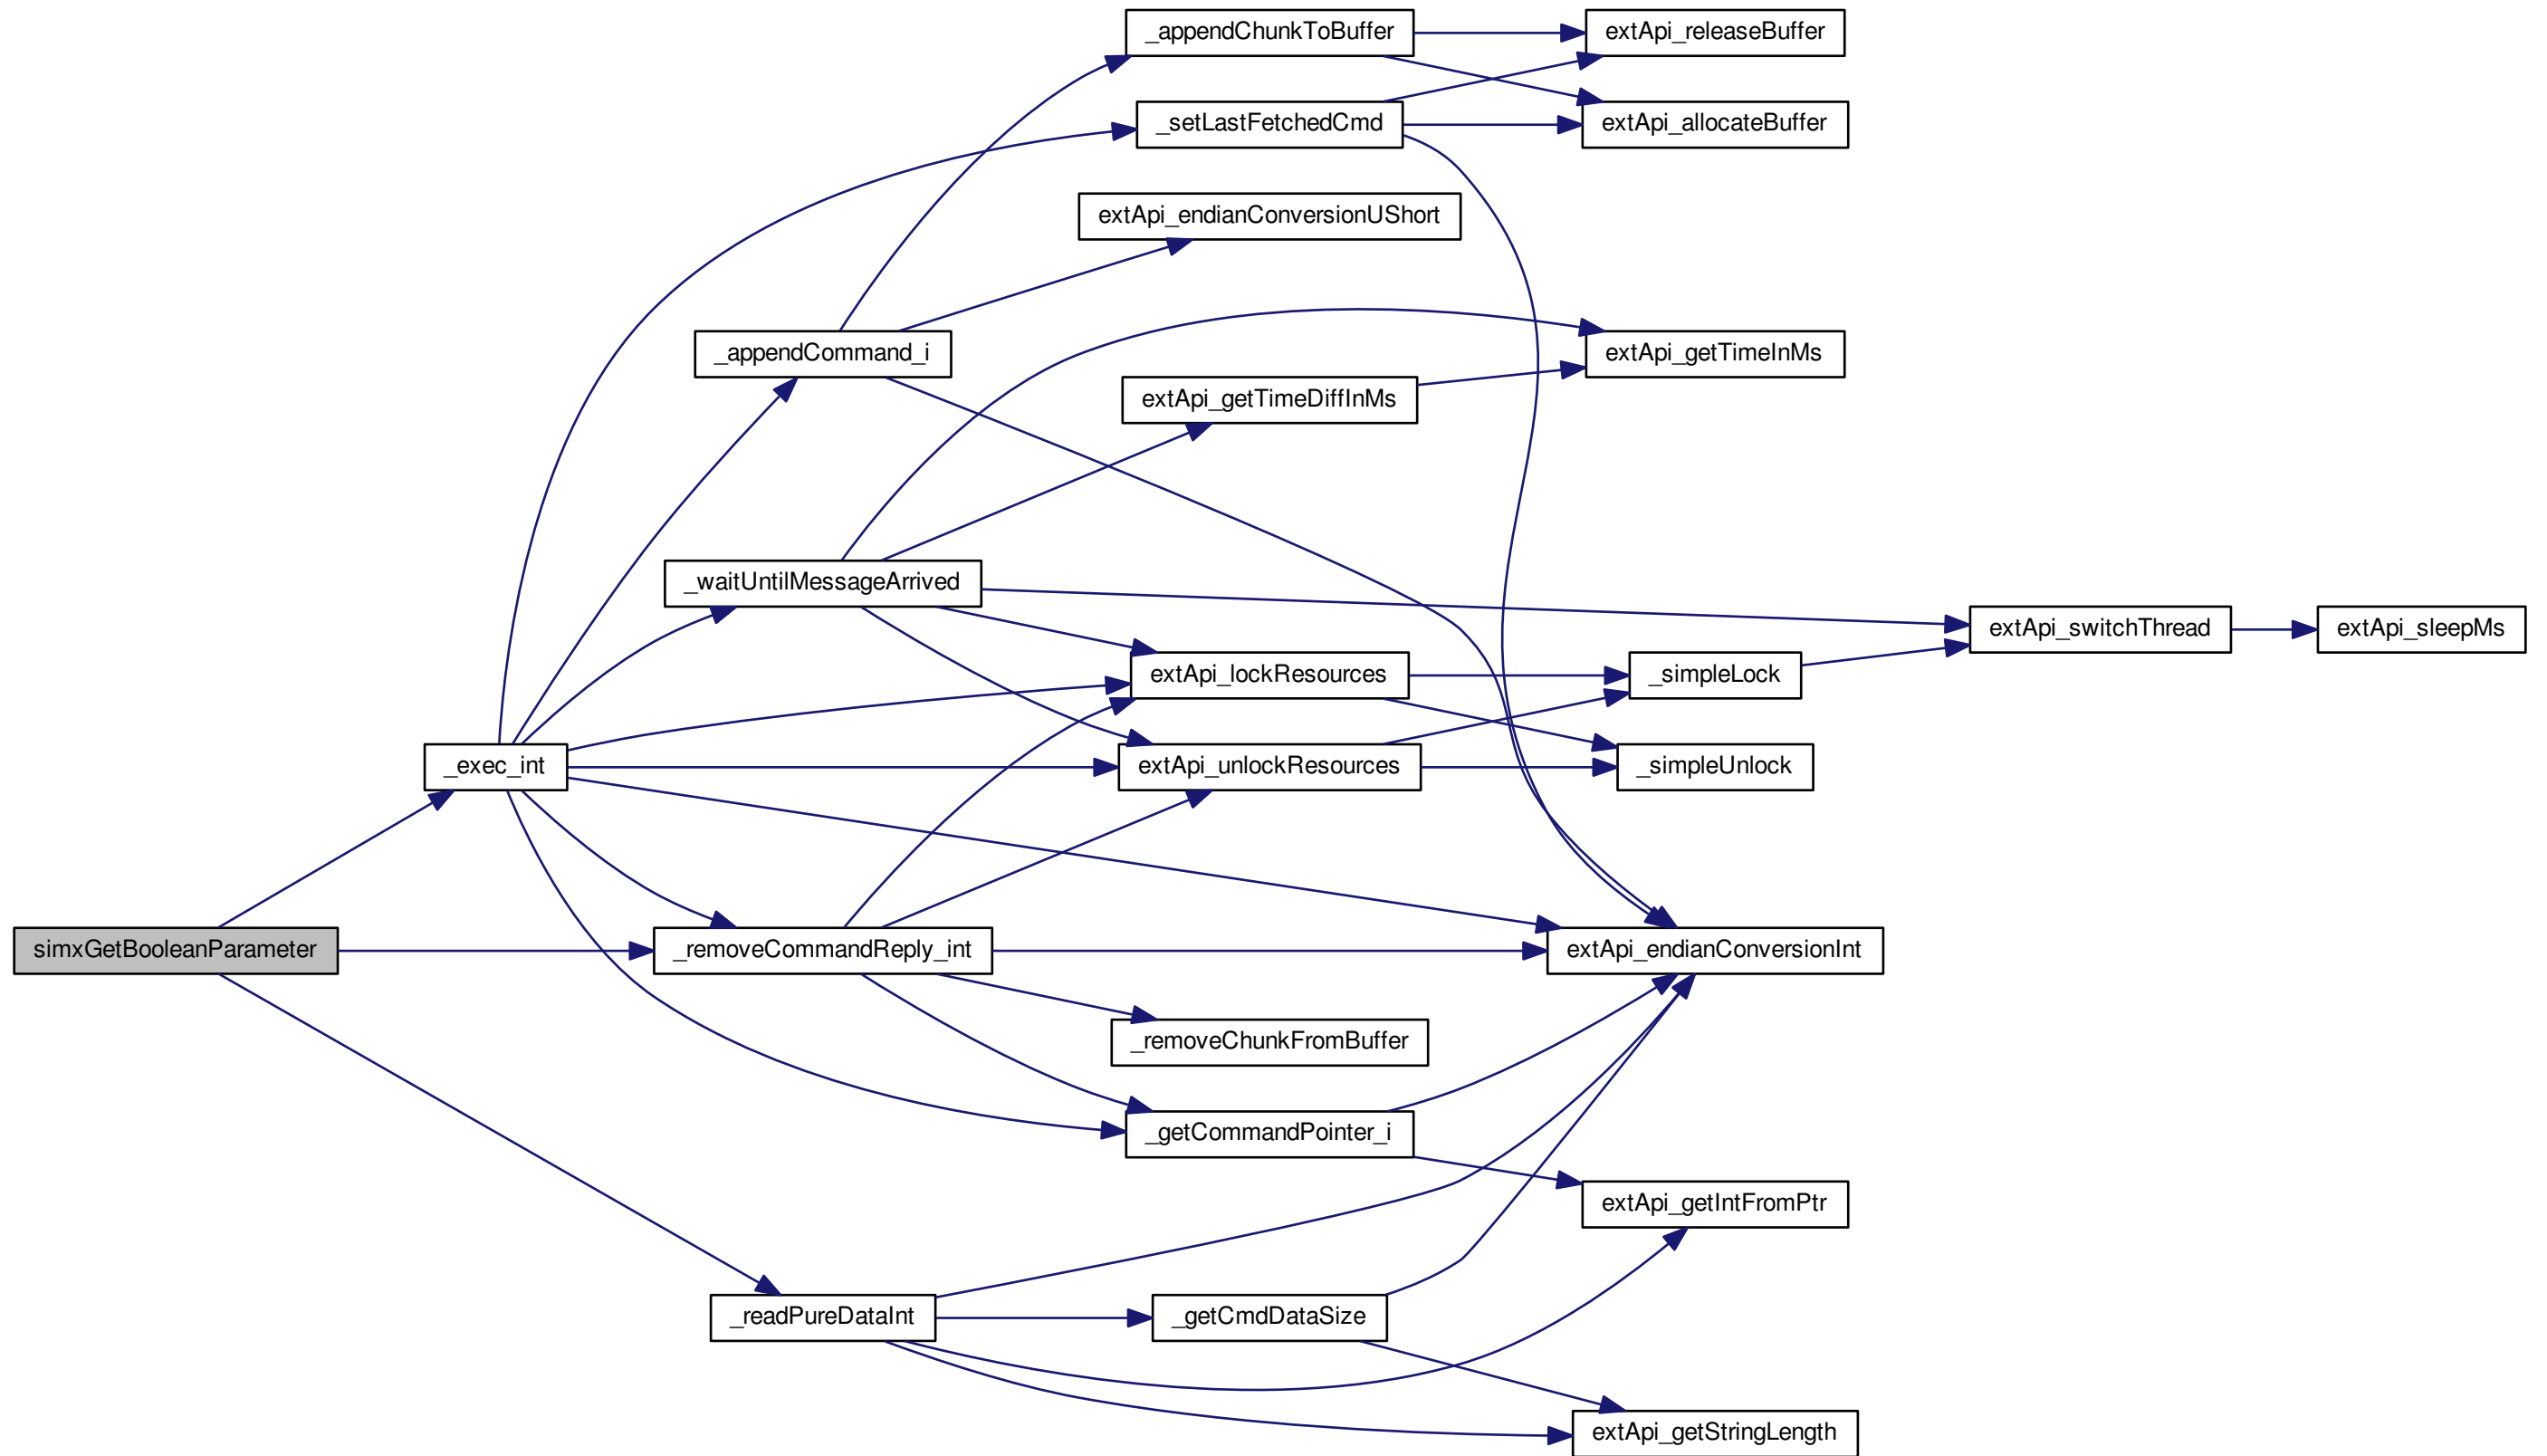 _appendChunkToBuffer
extApi_releaseBuffer
_setLastFetchedCmd
extApi_allocateBuffer
extApi_endianConversionUShort
_appendCommand_i
extApi_getTimeInMs
extApi_getTimeDiffInMs
_waitUntilMessageArrived
extApi_switchThread
extApi_sleepMs
extApi_lockResources
_simpleLock
_exec_int
extApi_unlockResources
_simpleUnlock
simxGetBooleanParameter
_removeCommandReply_int
extApi_endianConversionInt
_removeChunkFromBuffer
_getCommandPointer_i
extApi_getIntFromPtr
_readPureDataInt
_getCmdDataSize
extApi_getStringLength